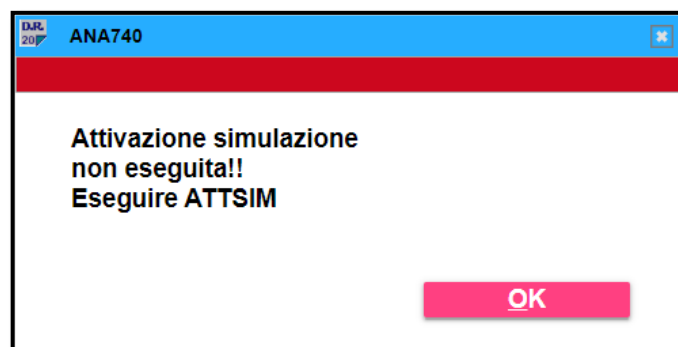 D.R.
20
ANA740
Attivazione simulazione
non eseguita!!
Eseguire ATTSIM
OK